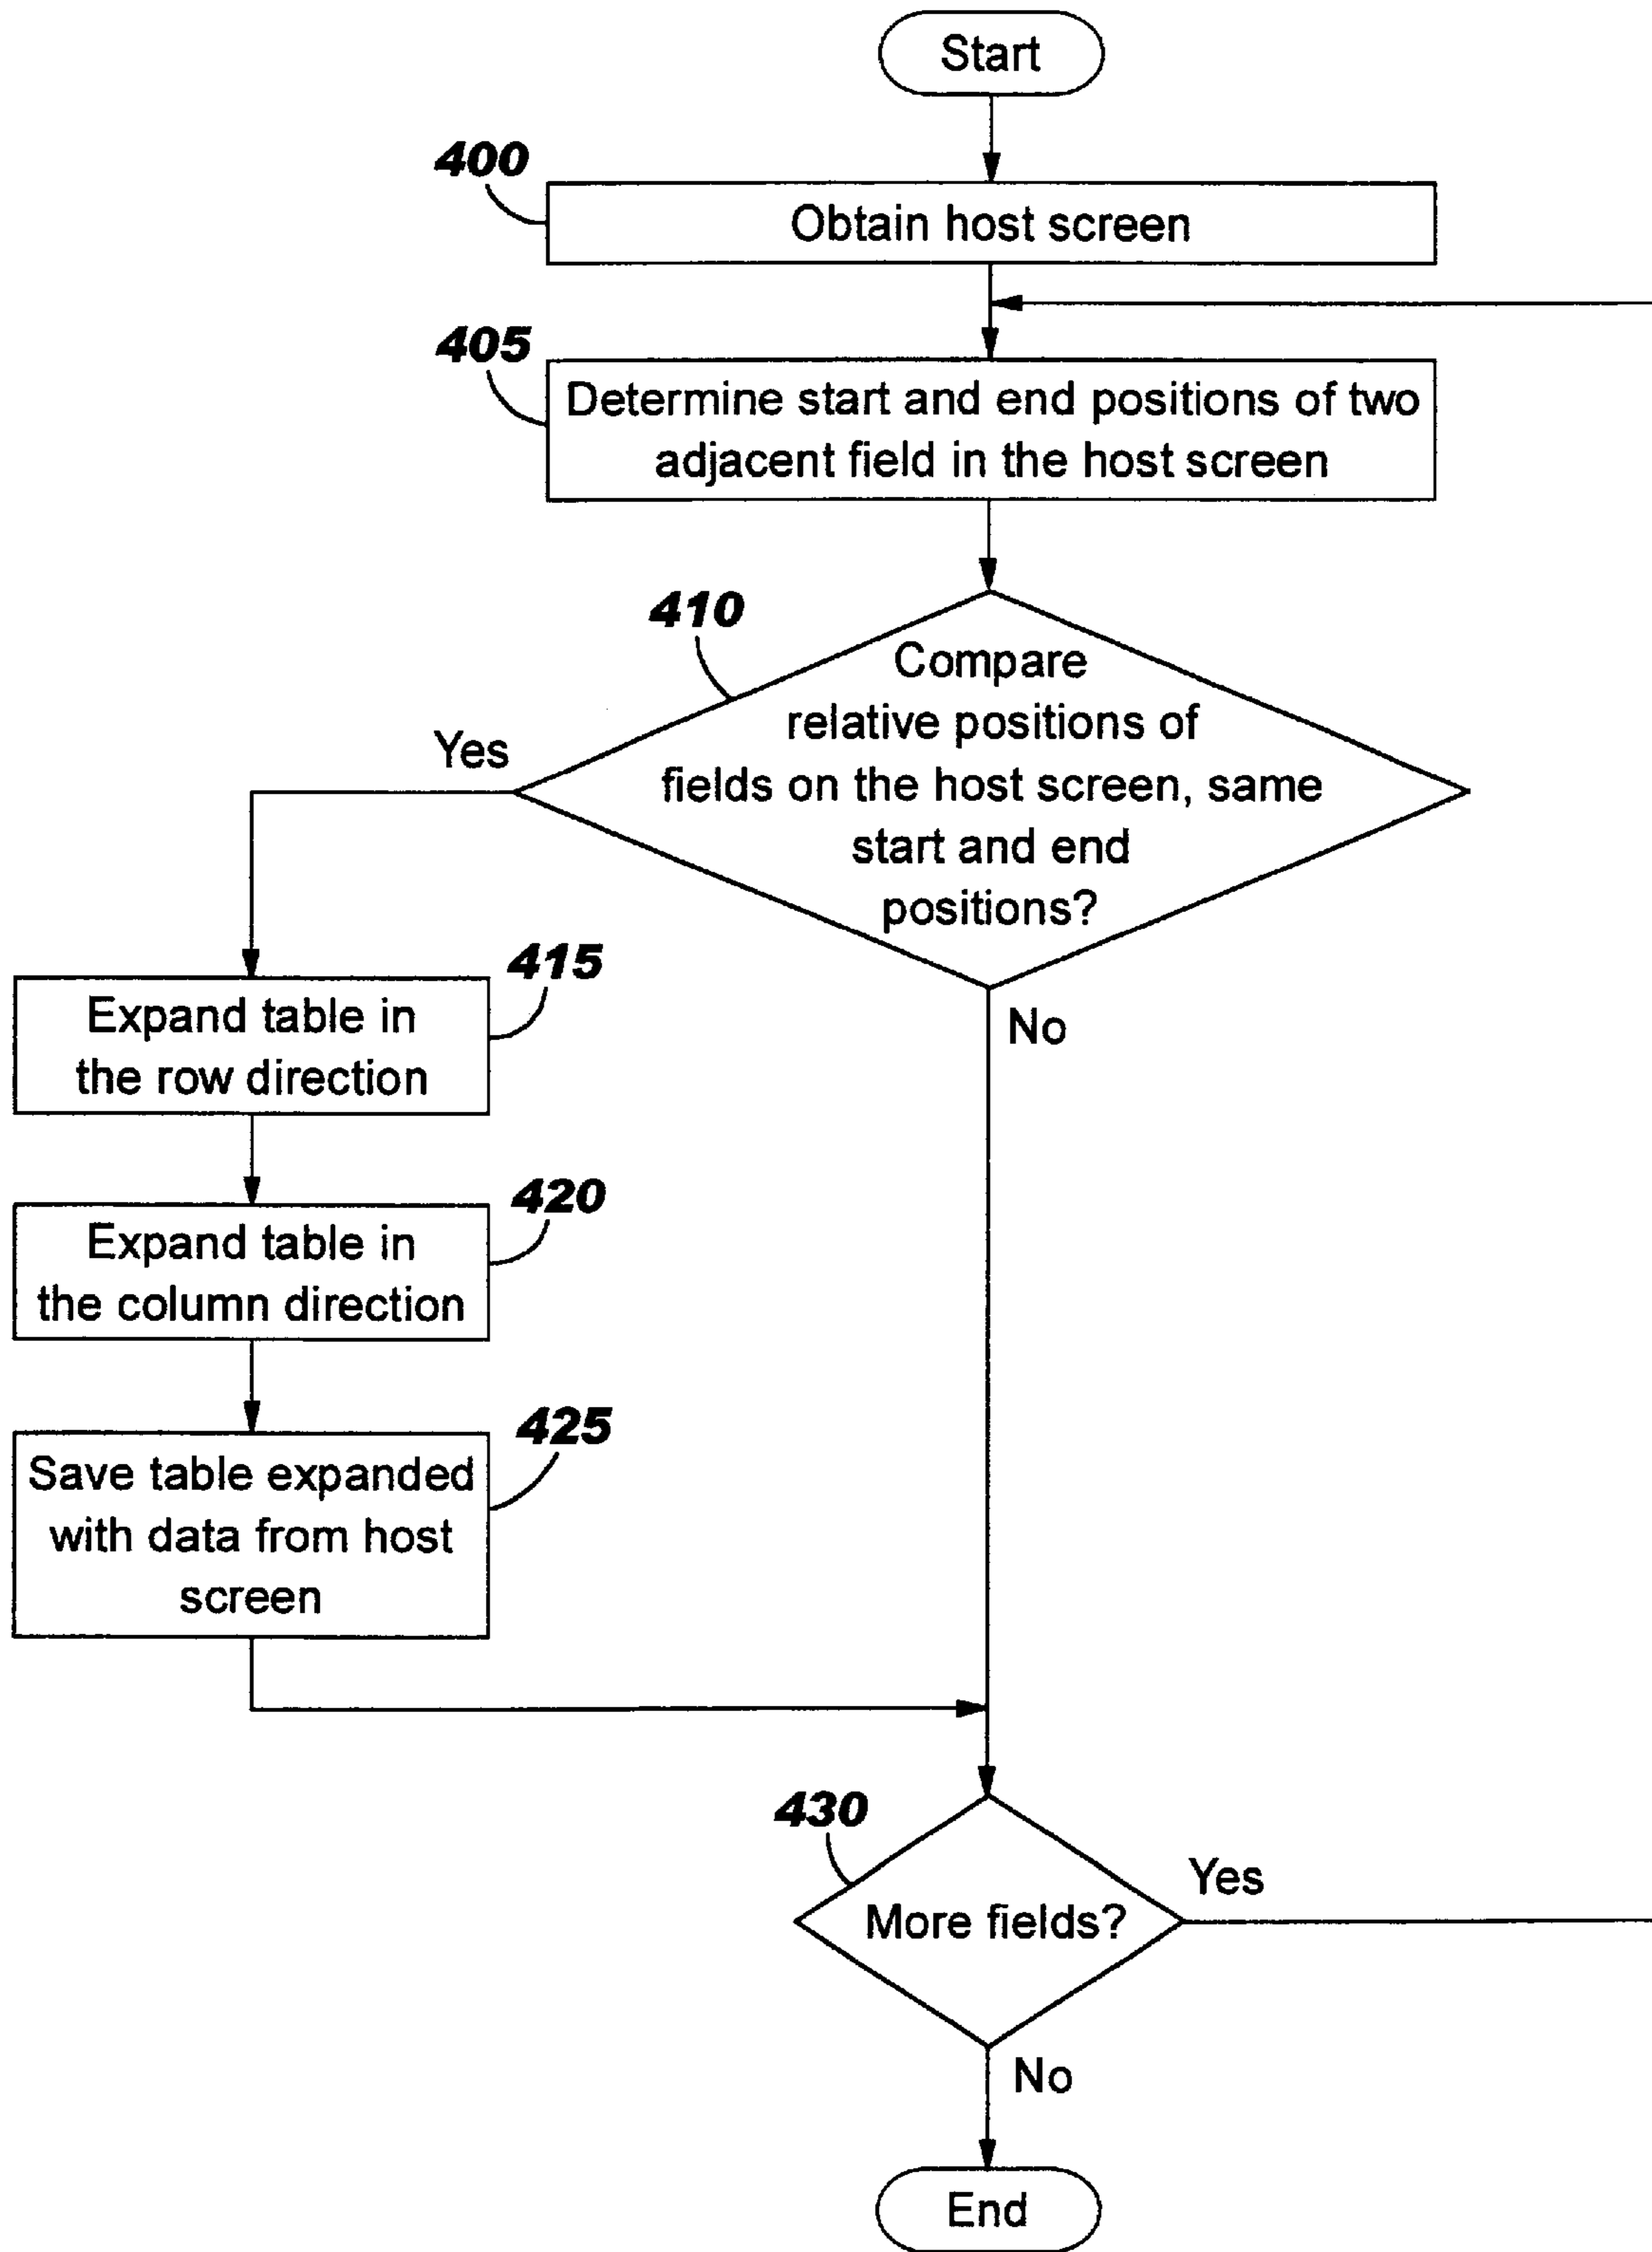 Start
400
Obtain host screen
405
Determine start and end positions of two
adjacent field in the host screen
410
Compare
relative positions of
fields on the host screen, same
start and end
positions?
Yes
No
415
Expand table in
the row direction
420
Expand table in
the column direction
425
Save table expanded
with data from host
screen
430
More fields?
Yes
No
End